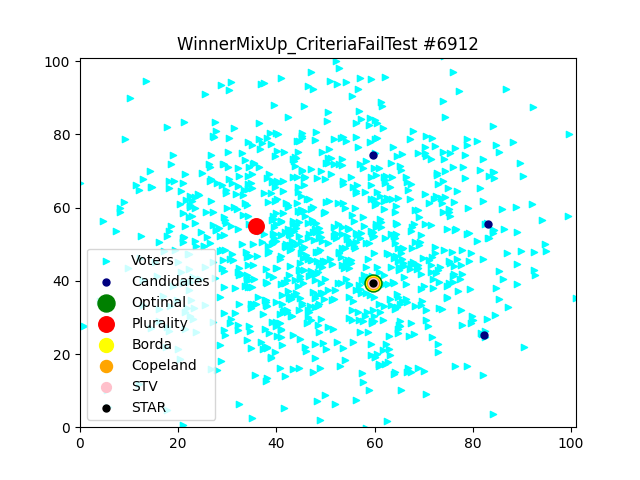 WinnerMixUp_CriteriaFailTest #6912
100
80
60
40
20
0
Voters
Candidates
Optimal
Plurality
Borda
Copeland
STV
STAR
0 20 40 60 80 100